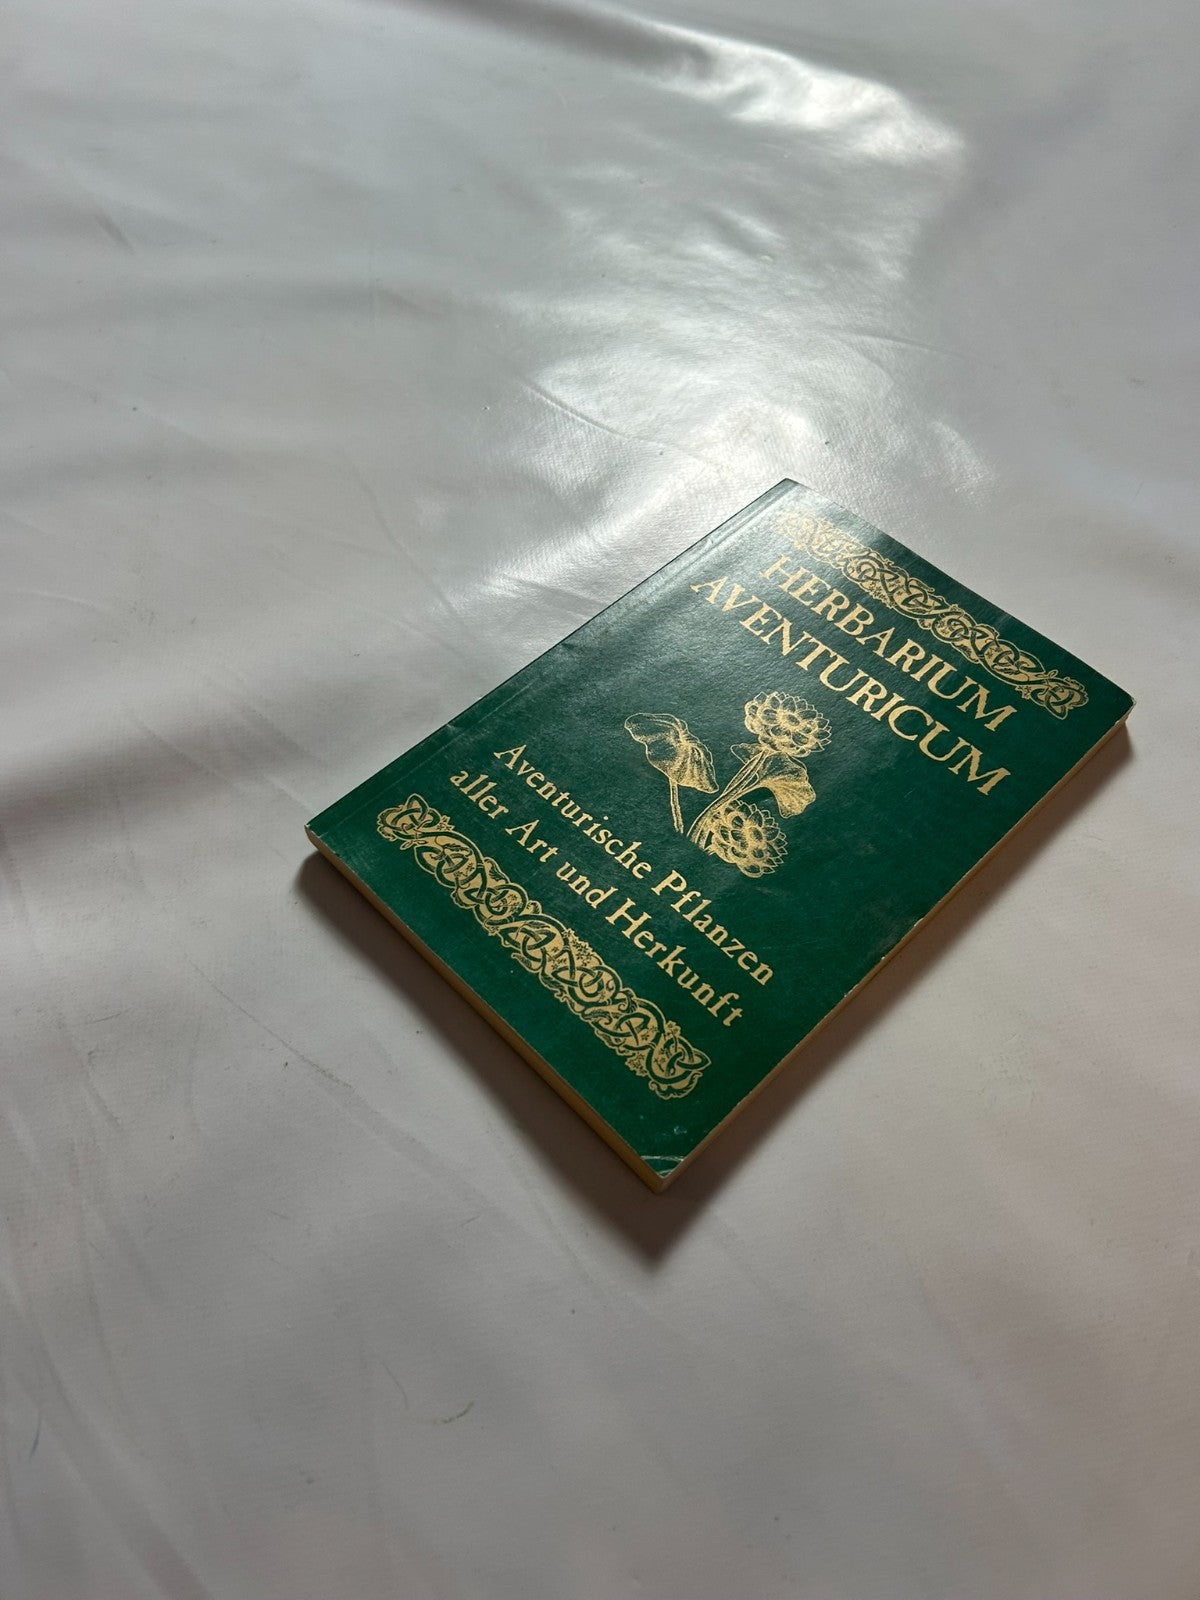 HERBARIUM
AVENTURICUM
Aventurische Pflanzen
aller Art und Herkunft